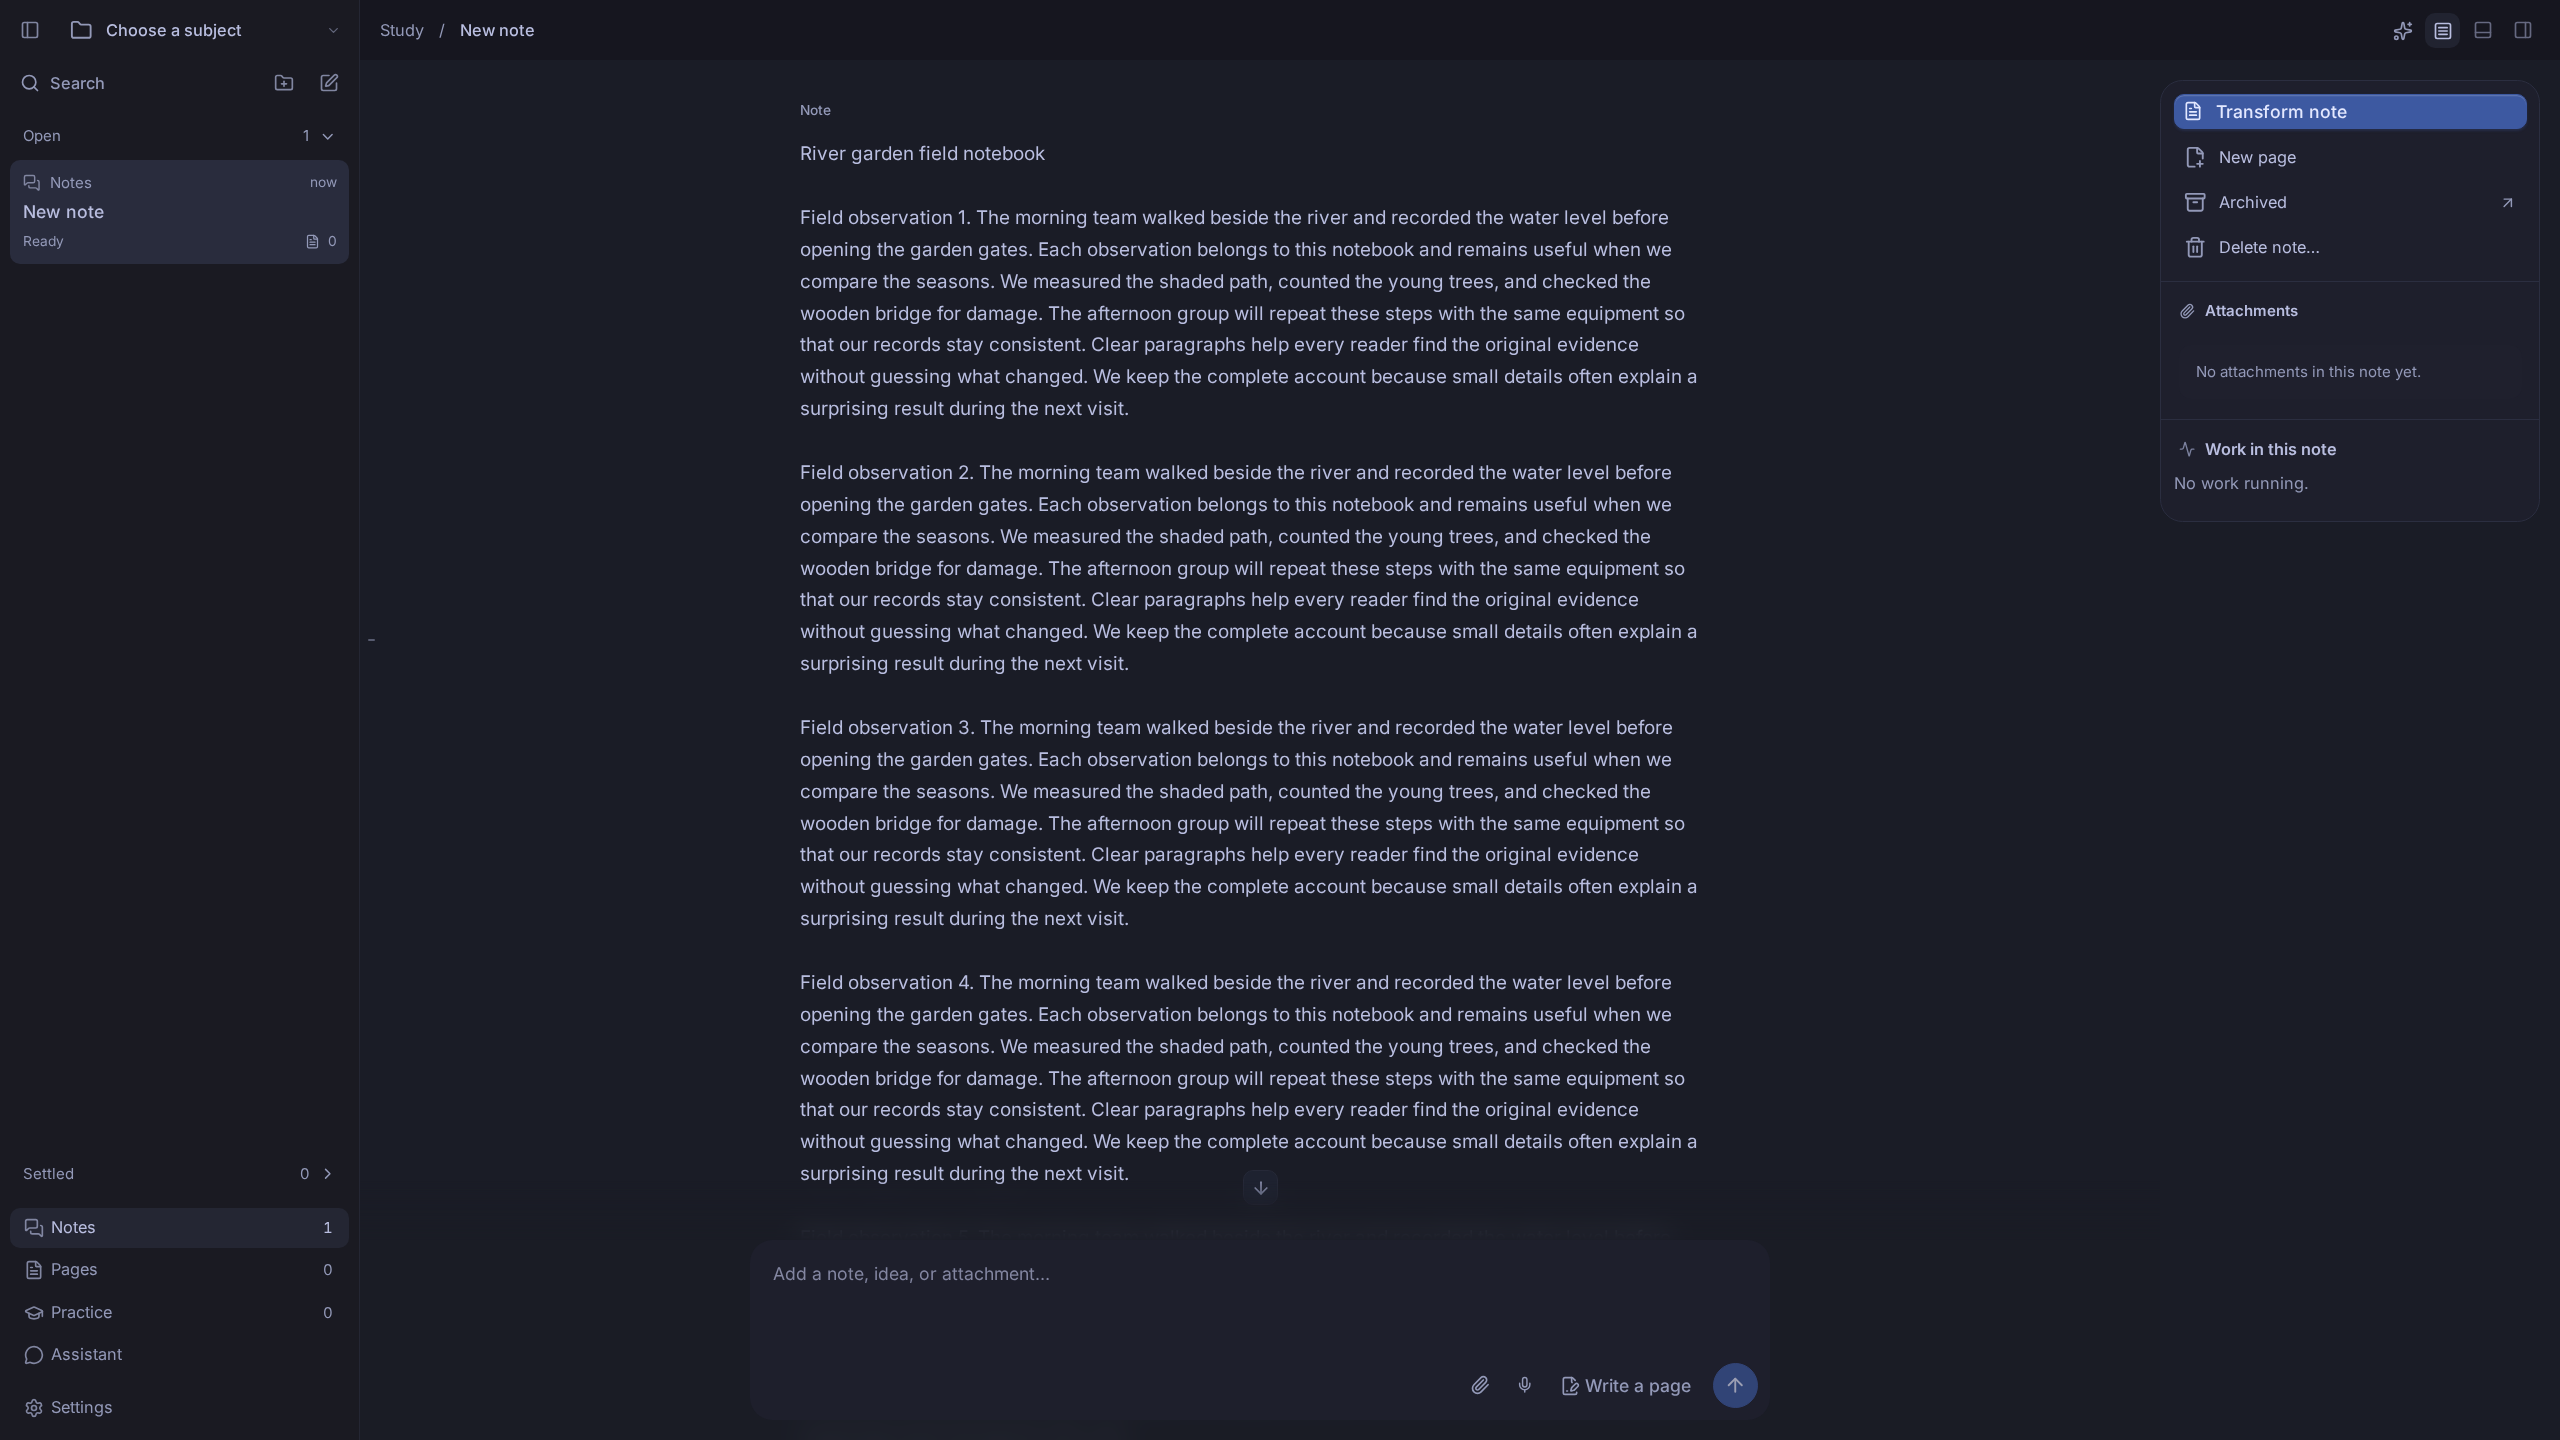 Choose a subject
Search
Open 1
Notes now
New note
Ready 0
Settled 0
Notes 1
Pages 0
Practice 0
Assistant
Settings
Study / New note
Note
River garden field notebook
Field observation 1. The morning team walked beside the river and recorded the water level before
opening the garden gates. Each observation belongs to this notebook and remains useful when we
compare the seasons. We measured the shaded path, counted the young trees, and checked the
wooden bridge for damage. The afternoon group will repeat these steps with the same equipment so
that our records stay consistent. Clear paragraphs help every reader find the original evidence
without guessing what changed. We keep the complete account because small details often explain a
surprising result during the next visit.
Field observation 2. The morning team walked beside the river and recorded the water level before
opening the garden gates. Each observation belongs to this notebook and remains useful when we
compare the seasons. We measured the shaded path, counted the young trees, and checked the
wooden bridge for damage. The afternoon group will repeat these steps with the same equipment so
that our records stay consistent. Clear paragraphs help every reader find the original evidence
without guessing what changed. We keep the complete account because small details often explain a
surprising result during the next visit.
Field observation 3. The morning team walked beside the river and recorded the water level before
opening the garden gates. Each observation belongs to this notebook and remains useful when we
compare the seasons. We measured the shaded path, counted the young trees, and checked the
wooden bridge for damage. The afternoon group will repeat these steps with the same equipment so
that our records stay consistent. Clear paragraphs help every reader find the original evidence
without guessing what changed. We keep the complete account because small details often explain a
surprising result during the next visit.
Field observation 4. The morning team walked beside the river and recorded the water level before
opening the garden gates. Each observation belongs to this notebook and remains useful when we
compare the seasons. We measured the shaded path, counted the young trees, and checked the
wooden bridge for damage. The afternoon group will repeat these steps with the same equipment so
that our records stay consistent. Clear paragraphs help every reader find the original evidence
without guessing what changed. We keep the complete account because small details often explain a
surprising result during the next visit.
Add a note, idea, or attachment...
Write a page
Transform note
New page
Archived
Delete note...
Attachments
No attachments in this note yet.
Work in this note
No work running.